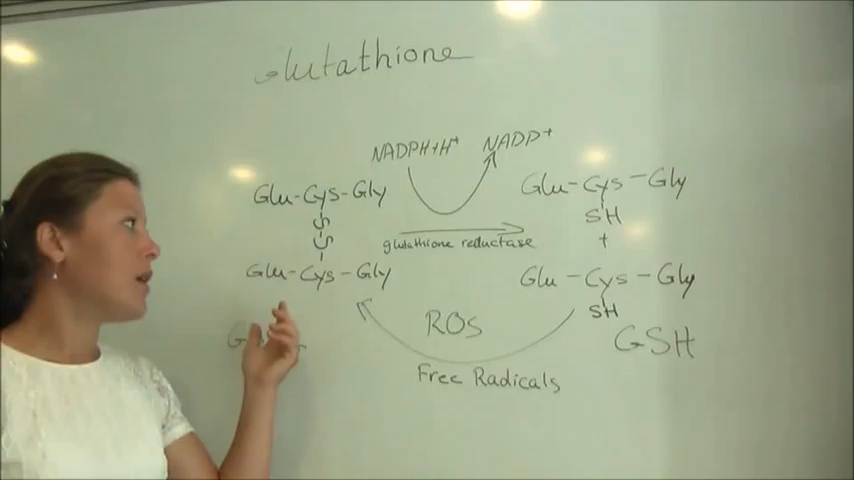 Glutathione
NADPH+H⁺ NADP⁺
Glu-Cys-Gly
S
S
Glu-Cys-Gly
glutathione reductase
Glu-Cys-Gly
SH
+
Glu-Cys-Gly
SH
GSH
ROS
Free Radicals